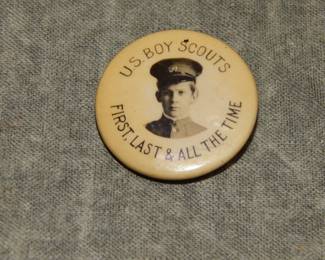 U.S. BOY SCOUTS
FIRST, LAST & ALL THE TIME